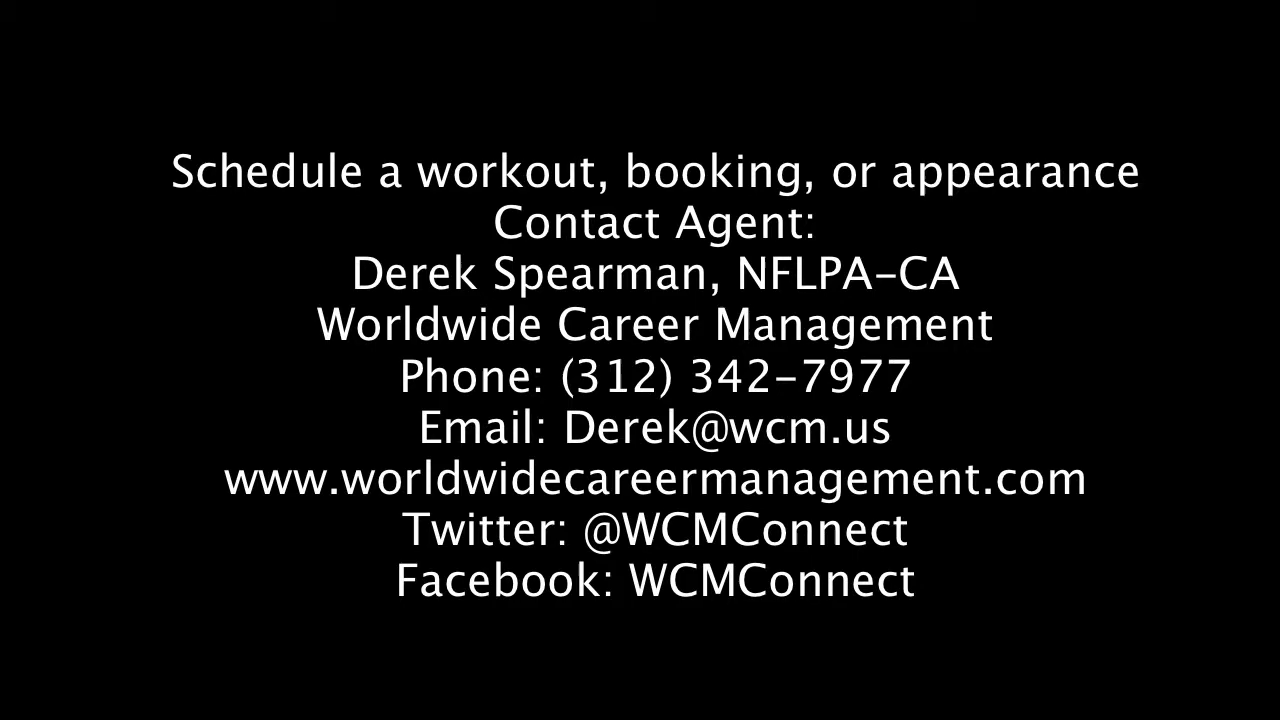 Schedule a workout, booking, or appearance
Contact Agent:
Derek Spearman, NFLPA-CA
Worldwide Career Management
Phone: (312) 342-7977
Email: Derek@wcm.us
www.worldwidecareermanagement.com
Twitter: @WCMConnect
Facebook: WCMConnect